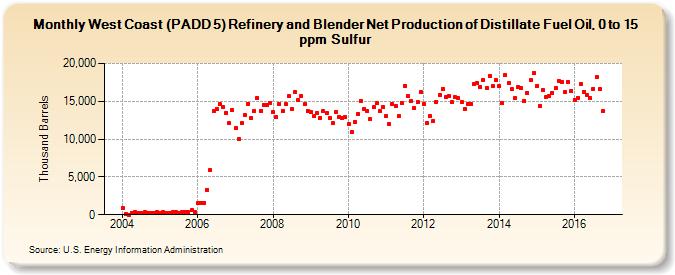 Monthly West Coast (PADD 5) Refinery and Blender Net Production of Distillate Fuel Oil, 0 to 15
ppm Sulfur
Thousand Barrels
20,000
15,000
10,000
5,000
0
2004 2006 2008 2010 2012 2014 2016
Source: U.S. Energy Information Administration